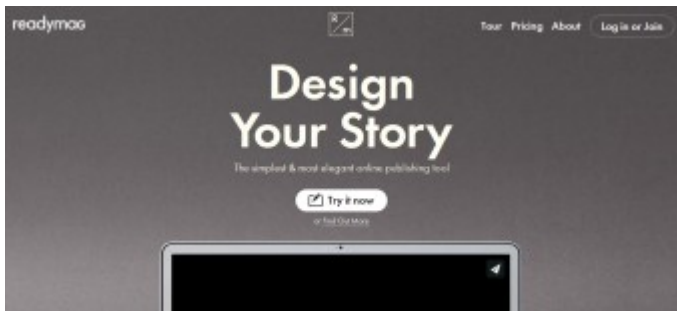 readymag
R
m
Tour Pricing About Log in or Join
Design
Your Story
The simplest & most elegant online publishing tool
Try it now
or Find Out More